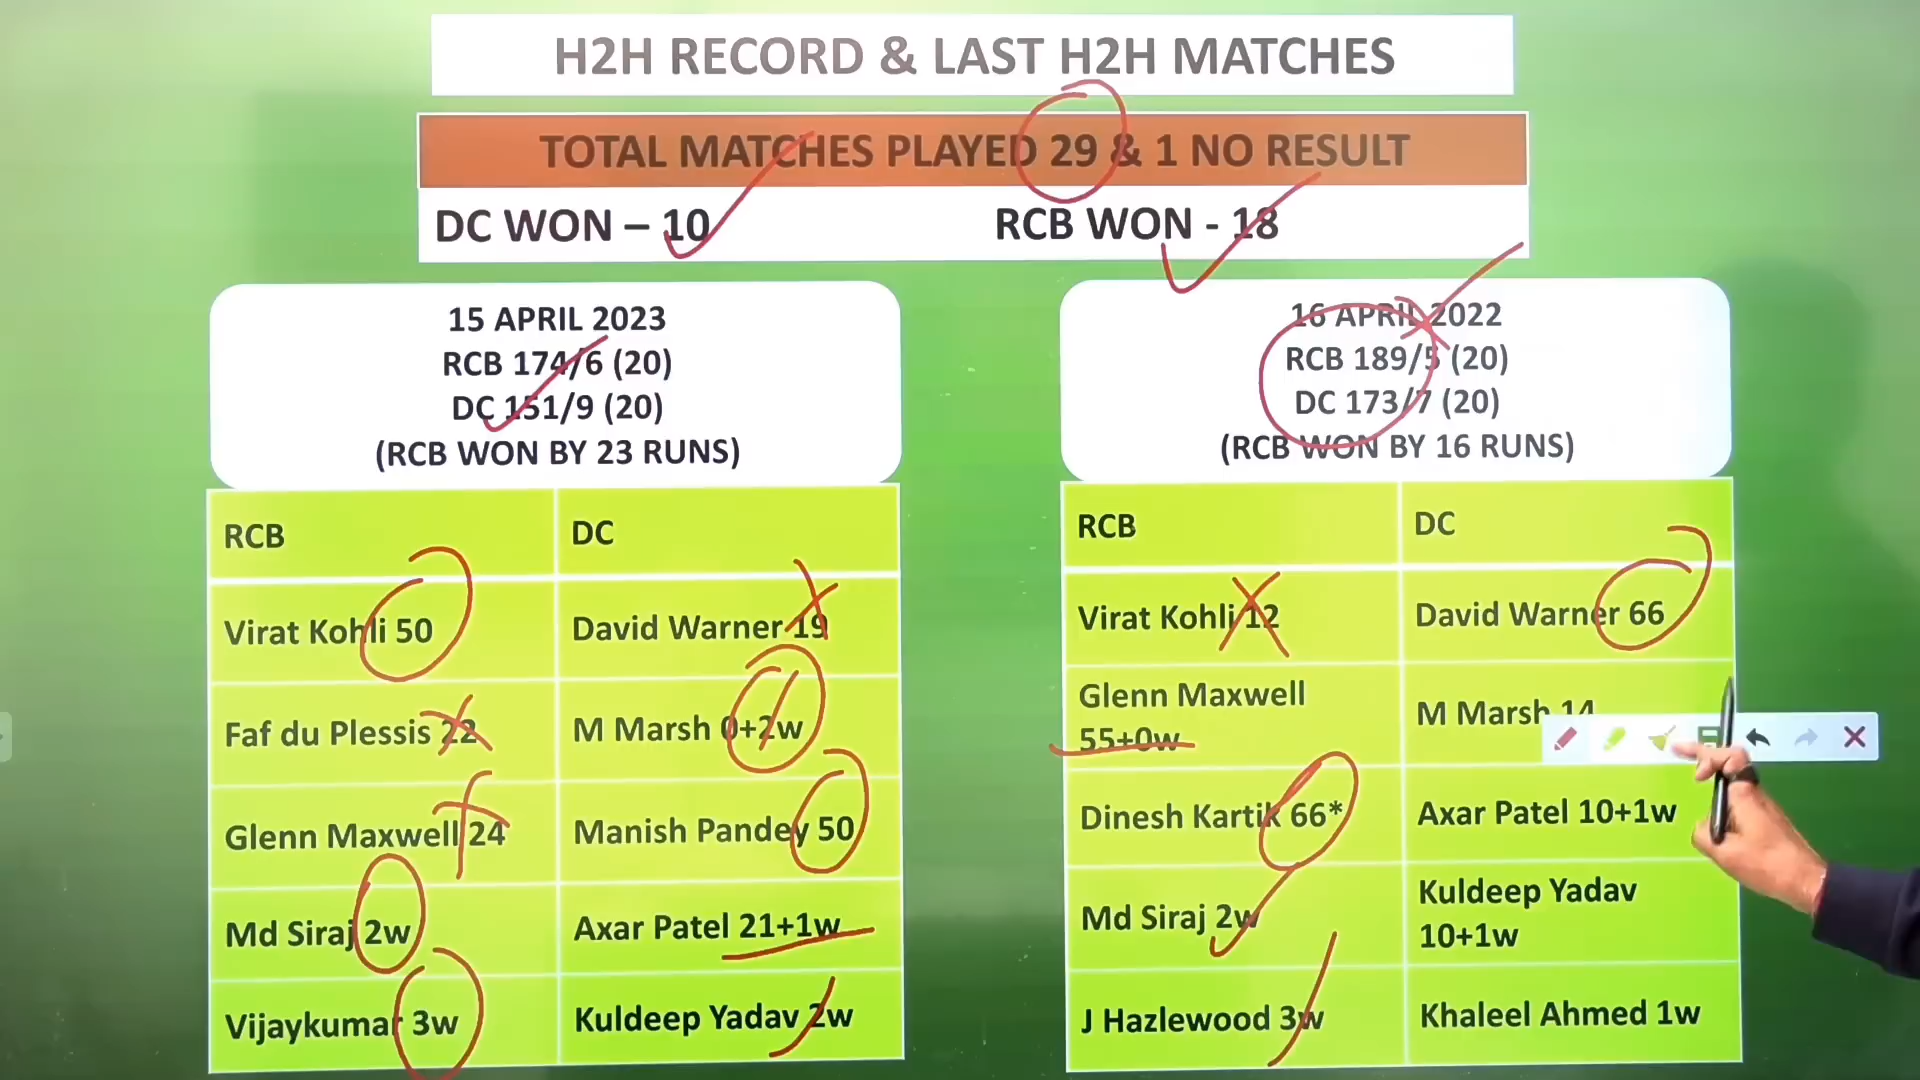 H2H RECORD & LAST H2H MATCHES
TOTAL MATCHES PLAYED 29 & 1 NO RESULT
DC WON – 10
RCB WON - 18
15 APRIL 2023
RCB 174/6 (20)
DC 151/9 (20)
(RCB WON BY 23 RUNS)
RCB
DC
Virat Kohli 50
David Warner 19
Faf du Plessis 22
M Marsh 0+2w
Glenn Maxwell 24
Manish Pandey 50
Md Siraj 2w
Axar Patel 21+1w
Vijaykumar 3w
Kuldeep Yadav 2w
16 APRIL 2022
RCB 189/5 (20)
DC 173/7 (20)
(RCB WON BY 16 RUNS)
RCB
DC
Virat Kohli 12
David Warner 66
Glenn Maxwell
55+0w
M Marsh 14
Dinesh Kartik 66*
Axar Patel 10+1w
Md Siraj 2w
Kuldeep Yadav
10+1w
J Hazlewood 3w
Khaleel Ahmed 1w